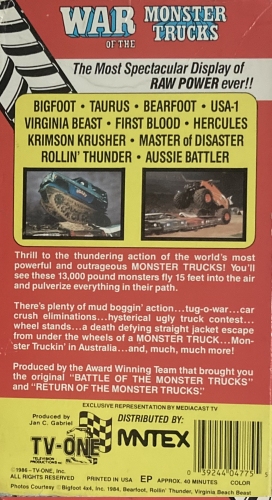 WAR OF THE MONSTER TRUCKS
The Most Spectacular Display of
RAW POWER ever!!
BIGFOOT • TAURUS • BEARFOOT • USA-1
VIRGINIA BEAST • FIRST BLOOD • HERCULES
KRIMSON KRUSHER • MASTER of DISASTER
ROLLIN' THUNDER • AUSSIE BATTLER
Thrill to the thundering action of the world's most
powerful and outrageous MONSTER TRUCKS! You'll
see these 13,000 pound monsters fly 15 feet into the air
and pulverize everything in their path.
There's plenty of mud boggin' action...tug-o-war...car
crush eliminations...hysterical ugly truck contest...
wheel stands...a death defying straight jacket escape
from under the wheels of a MONSTER TRUCK...Mon-
ster Truckin' in Australia...and, much, much more!
Produced by the Award Winning Team that brought you
the original "BATTLE OF THE MONSTER TRUCKS"
and "RETURN OF THE MONSTER TRUCKS."
EXCLUSIVE REPRESENTATION BY MEDIACAST TV
Produced by
Jan C. Gabriel
TV-ONE
TELEVISION
PRODUCTIONS INC.
DISTRIBUTED BY:
MNTEX
0 39244 04775
©1986-TV-ONE, Inc. PRINTED IN USA EP APPROX. 40 MINUTES COLOR
Photos Courtesy ©Bigfoot 4x4, Inc. 1984, Bearfoot, Rollin' Thunder, Virginia Beach Beast